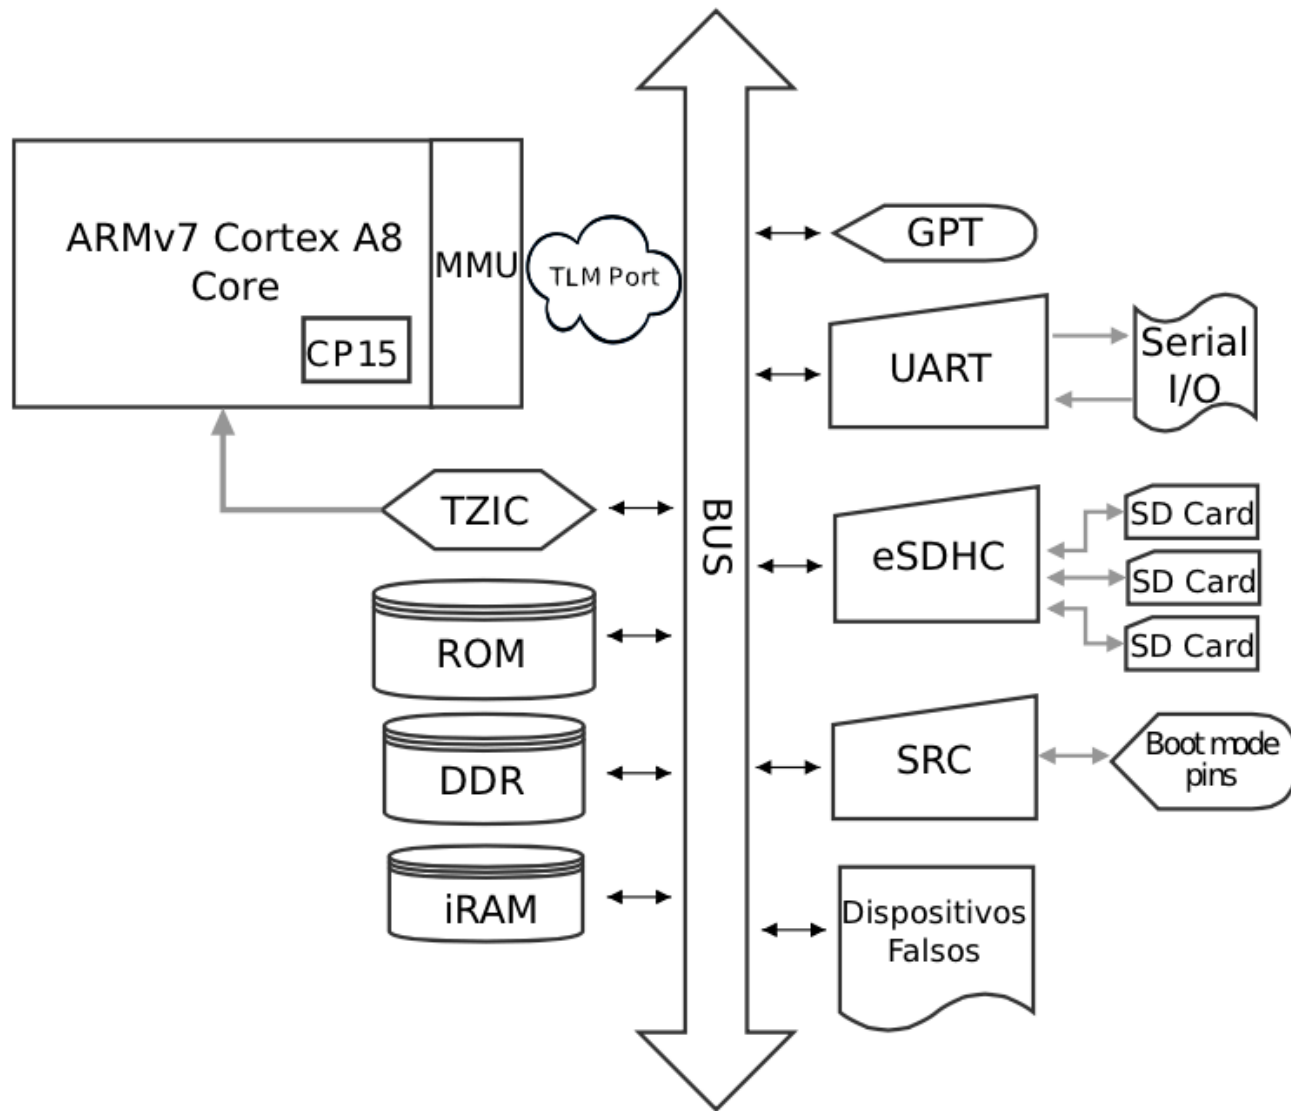 ARMv7 Cortex A8
Core
CP15
MMU
TLM Port
TZIC
ROM
DDR
iRAM
BUS
GPT
UART
Serial
I/O
eSDHC
SD Card
SD Card
SD Card
SRC
Boot mode
pins
Dispositivos
Falsos